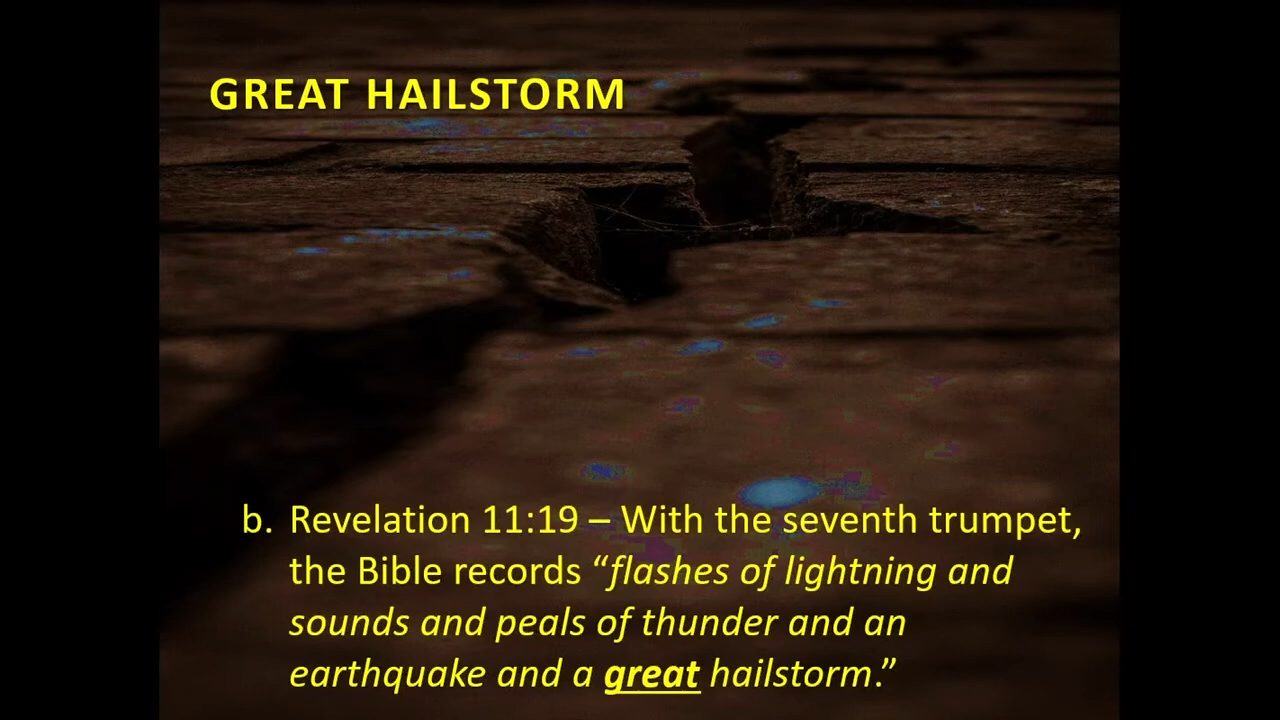 GREAT HAILSTORM
b. Revelation 11:19 – With the seventh trumpet,
the Bible records “flashes of lightning and
sounds and peals of thunder and an
earthquake and a great hailstorm.”